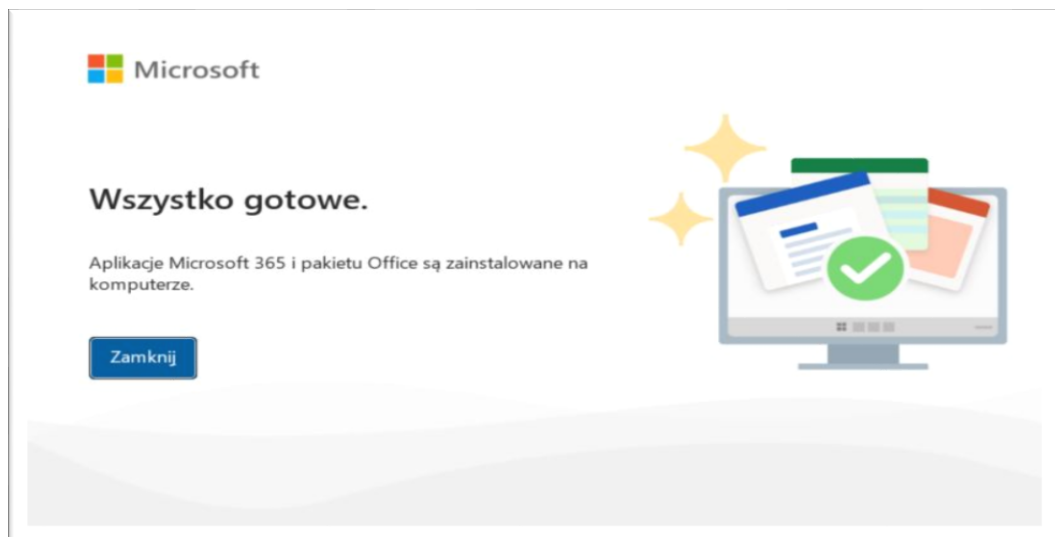 Microsoft
Wszystko gotowe.
Aplikacje Microsoft 365 i pakietu Office są zainstalowane na
komputerze.
Zamknij